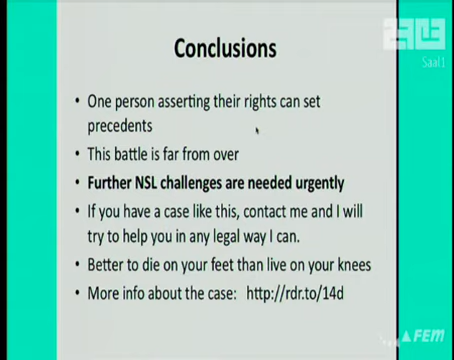 Conclusions
Saal1
• One person asserting their rights can set
precedents
• This battle is far from over
• Further NSL challenges are needed urgently
• If you have a case like this, contact me and I will
try to help you in any legal way I can.
• Better to die on your feet than live on your knees
• More info about the case: http://rdr.to/14d
FEM